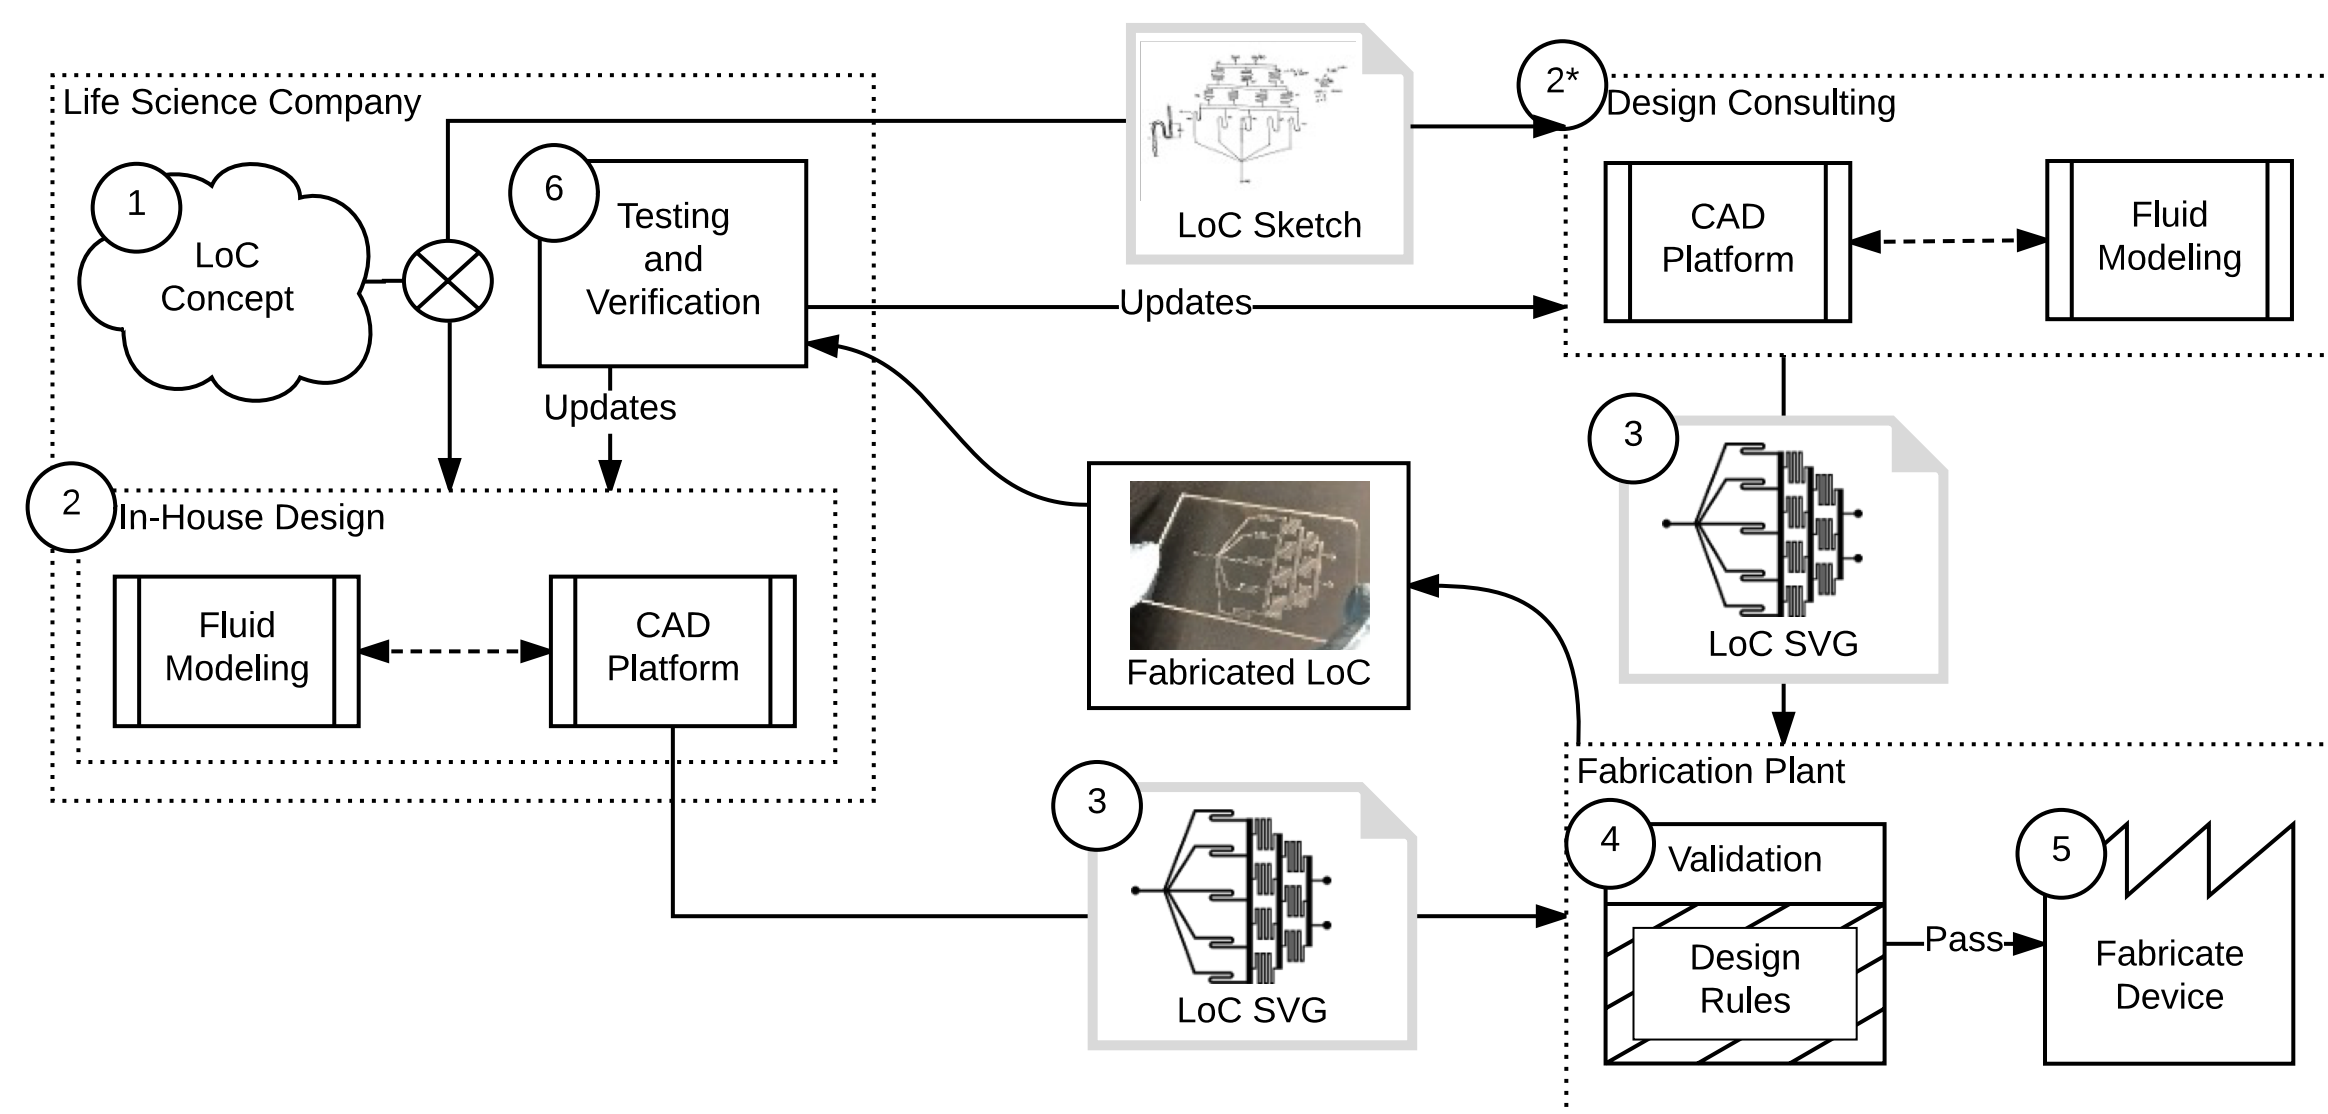 Life Science Company
1
LoC
Concept
6
Testing
and
Verification
Updates
2
In-House Design
Fluid
Modeling
CAD
Platform
LoC Sketch
Updates
2*
Design Consulting
CAD
Platform
Fluid
Modeling
3
LoC SVG
Fabricated LoC
3
LoC SVG
Fabrication Plant
4
Validation
Design
Rules
Pass
5
Fabricate
Device